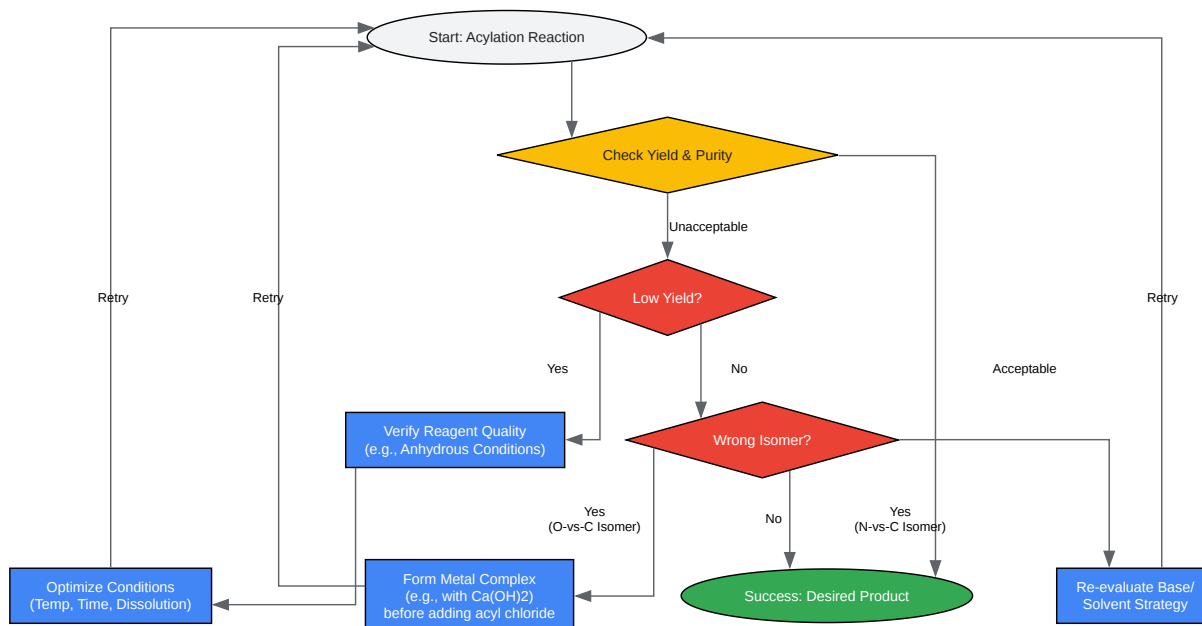 Start: Acylation Reaction
Check Yield & Purity
Unacceptable
Retry
Retry
Low Yield?
Retry
Yes
No
Acceptable
Verify Reagent Quality
(e.g., Anhydrous Conditions)
Wrong Isomer?
Yes
(O-vs-C Isomer)
No
Yes
(N-vs-C Isomer)
Optimize Conditions
(Temp, Time, Dissolution)
Form Metal Complex
(e.g., with Ca(OH)2)
before adding acyl chloride
Success: Desired Product
Re-evaluate Base/
Solvent Strategy